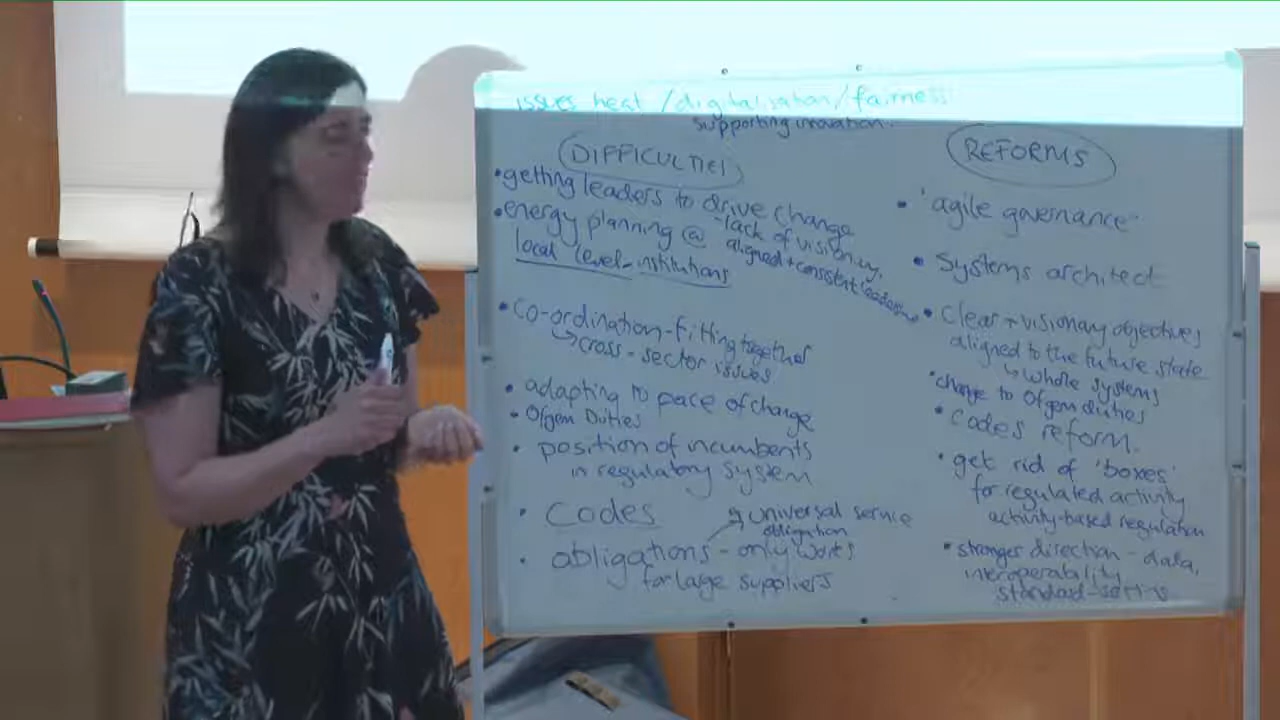 issues heat / digitalisation / fairness
supporting innovation.
DIFFICULTIES
• getting leaders to drive change
- lack of visionary,
aligned + consistent leaders
• energy planning @
local level - institutions
• co-ordination - fitting together
↳ cross-sector issues
• adapting to pace of change
• Ofgem Duties
• position of incumbents
in regulatory system
• Codes
• obligations - only works
for large suppliers
universal service
obligation
REFORMS
• 'agile governance'
• Systems architect
• Clear + visionary objectives
aligned to the future state
↳ whole systems
• change to Ofgem duties
• codes reform.
• get rid of 'boxes'
for regulated activity
activity-based regulation
• stronger direction - data,
interoperability
standard-setting